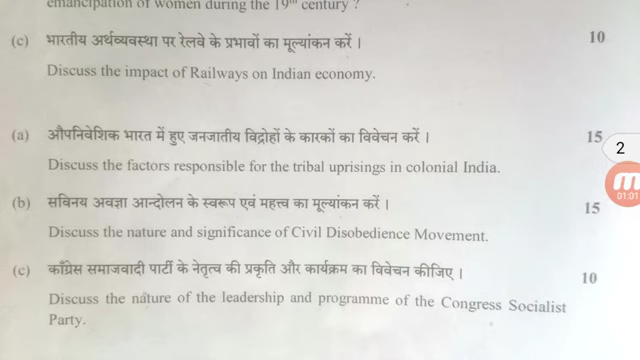 emancipation of women during the 19th century ?
(c) भारतीय अर्थव्यवस्था पर रेलवे के प्रभावों का मूल्यांकन करें । 10
Discuss the impact of Railways on Indian economy.
(a) औपनिवेशिक भारत में हुए जनजातीय विद्रोहों के कारकों का विवेचन करें । 15
Discuss the factors responsible for the tribal uprisings in colonial India.
(b) सविनय अवज्ञा आन्दोलन के स्वरूप एवं महत्त्व का मूल्यांकन करें । 15
Discuss the nature and significance of Civil Disobedience Movement.
(c) काँग्रेस समाजवादी पार्टी के नेतृत्व की प्रकृति और कार्यक्रम का विवेचन कीजिए । 10
Discuss the nature of the leadership and programme of the Congress Socialist
Party.
2
01:01